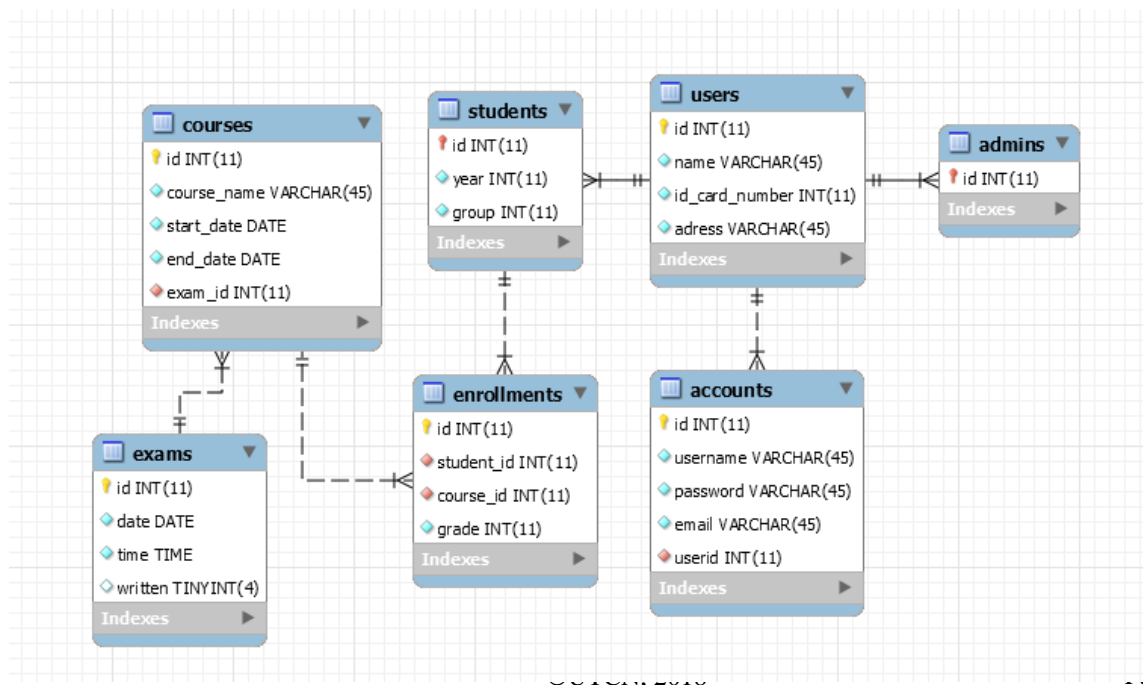 courses
id INT(11)
course_name VARCHAR(45)
start_date DATE
end_date DATE
exam_id INT(11)
Indexes
students
id INT(11)
year INT(11)
group INT(11)
Indexes
users
id INT(11)
name VARCHAR(45)
id_card_number INT(11)
adress VARCHAR(45)
Indexes
admins
id INT(11)
Indexes
exams
id INT(11)
date DATE
time TIME
written TINYINT(4)
Indexes
enrollments
id INT(11)
student_id INT(11)
course_id INT(11)
grade INT(11)
Indexes
accounts
id INT(11)
username VARCHAR(45)
password VARCHAR(45)
email VARCHAR(45)
userid INT(11)
Indexes